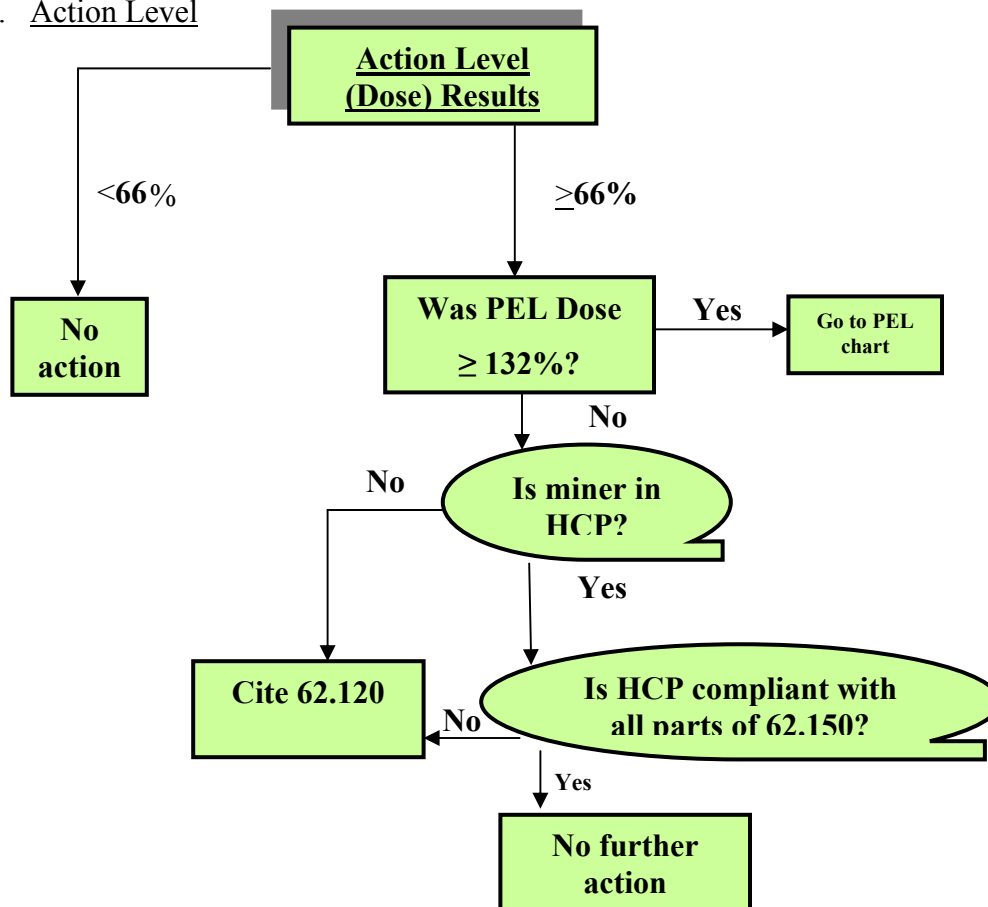 . Action Level
Action Level
(Dose) Results
<66%
≥66%
No
action
Was PEL Dose
≥ 132%?
Yes
Go to PEL
chart
No
Is miner in
HCP?
No
Yes
Cite 62.120
Is HCP compliant with
all parts of 62.150?
No
Yes
No further
action